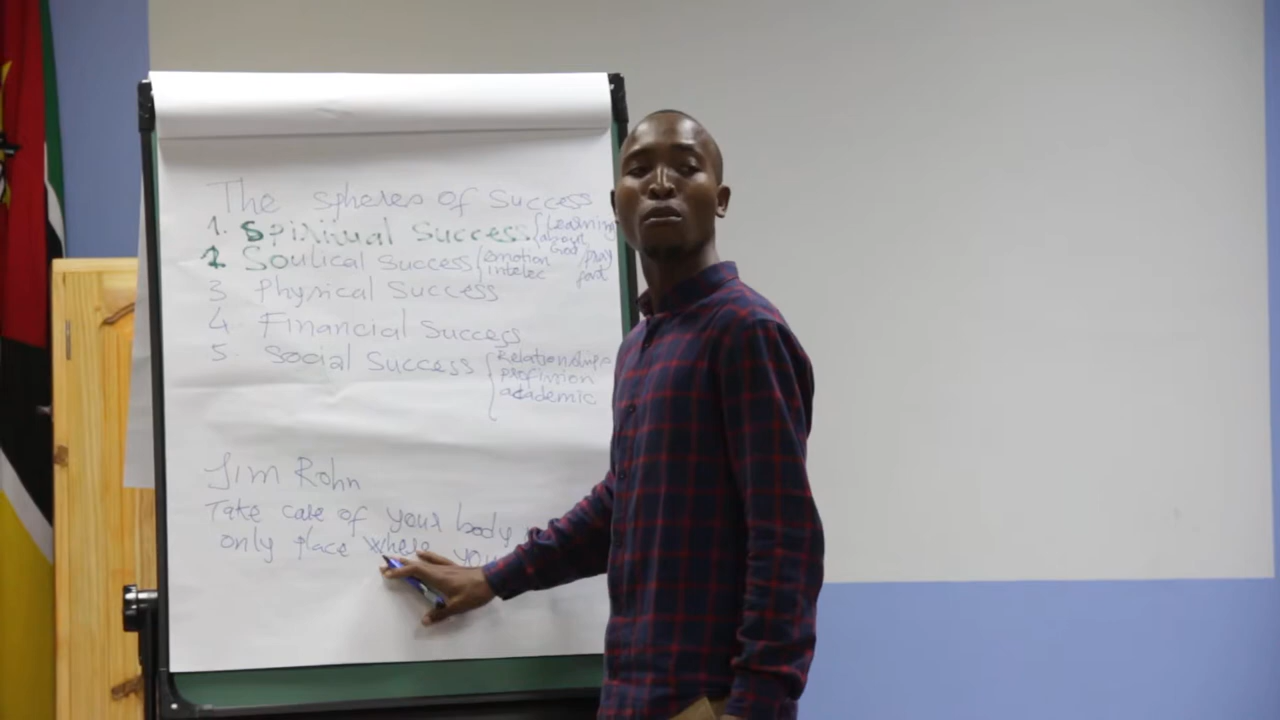 The spheres of Success
1. Spiritual Success { Learning
about
God pray
2 Soulical Success { emotion
intelec fast
3 Physical Success
4. Financial Success
5. Social Success { Relationships
profission
academic
Jim Rohn
Take care of your body
only place where you